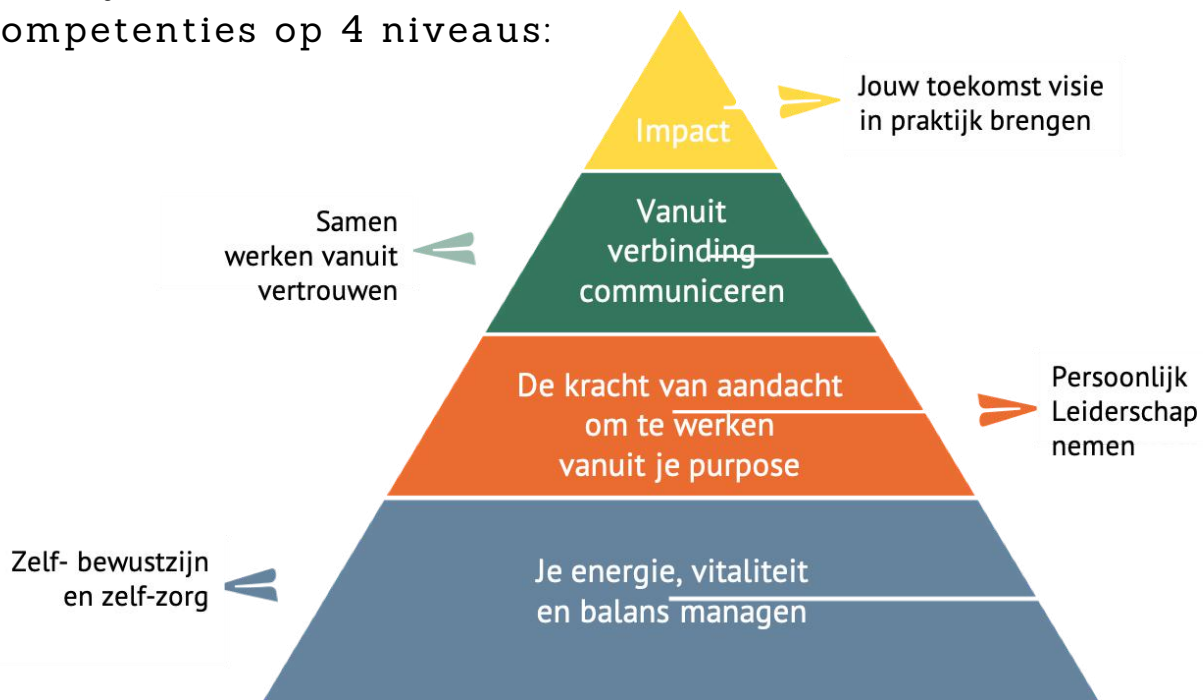 ompetenties op 4 niveaus:
Impact
Jouw toekomst visie
in praktijk brengen
Vanuit
verbinding
communiceren
Samen
werken vanuit
vertrouwen
De kracht van aandacht
om te werken
vanuit je purpose
Persoonlijk
Leiderschap
nemen
Je energie, vitaliteit
en balans managen
Zelf- bewustzijn
en zelf-zorg